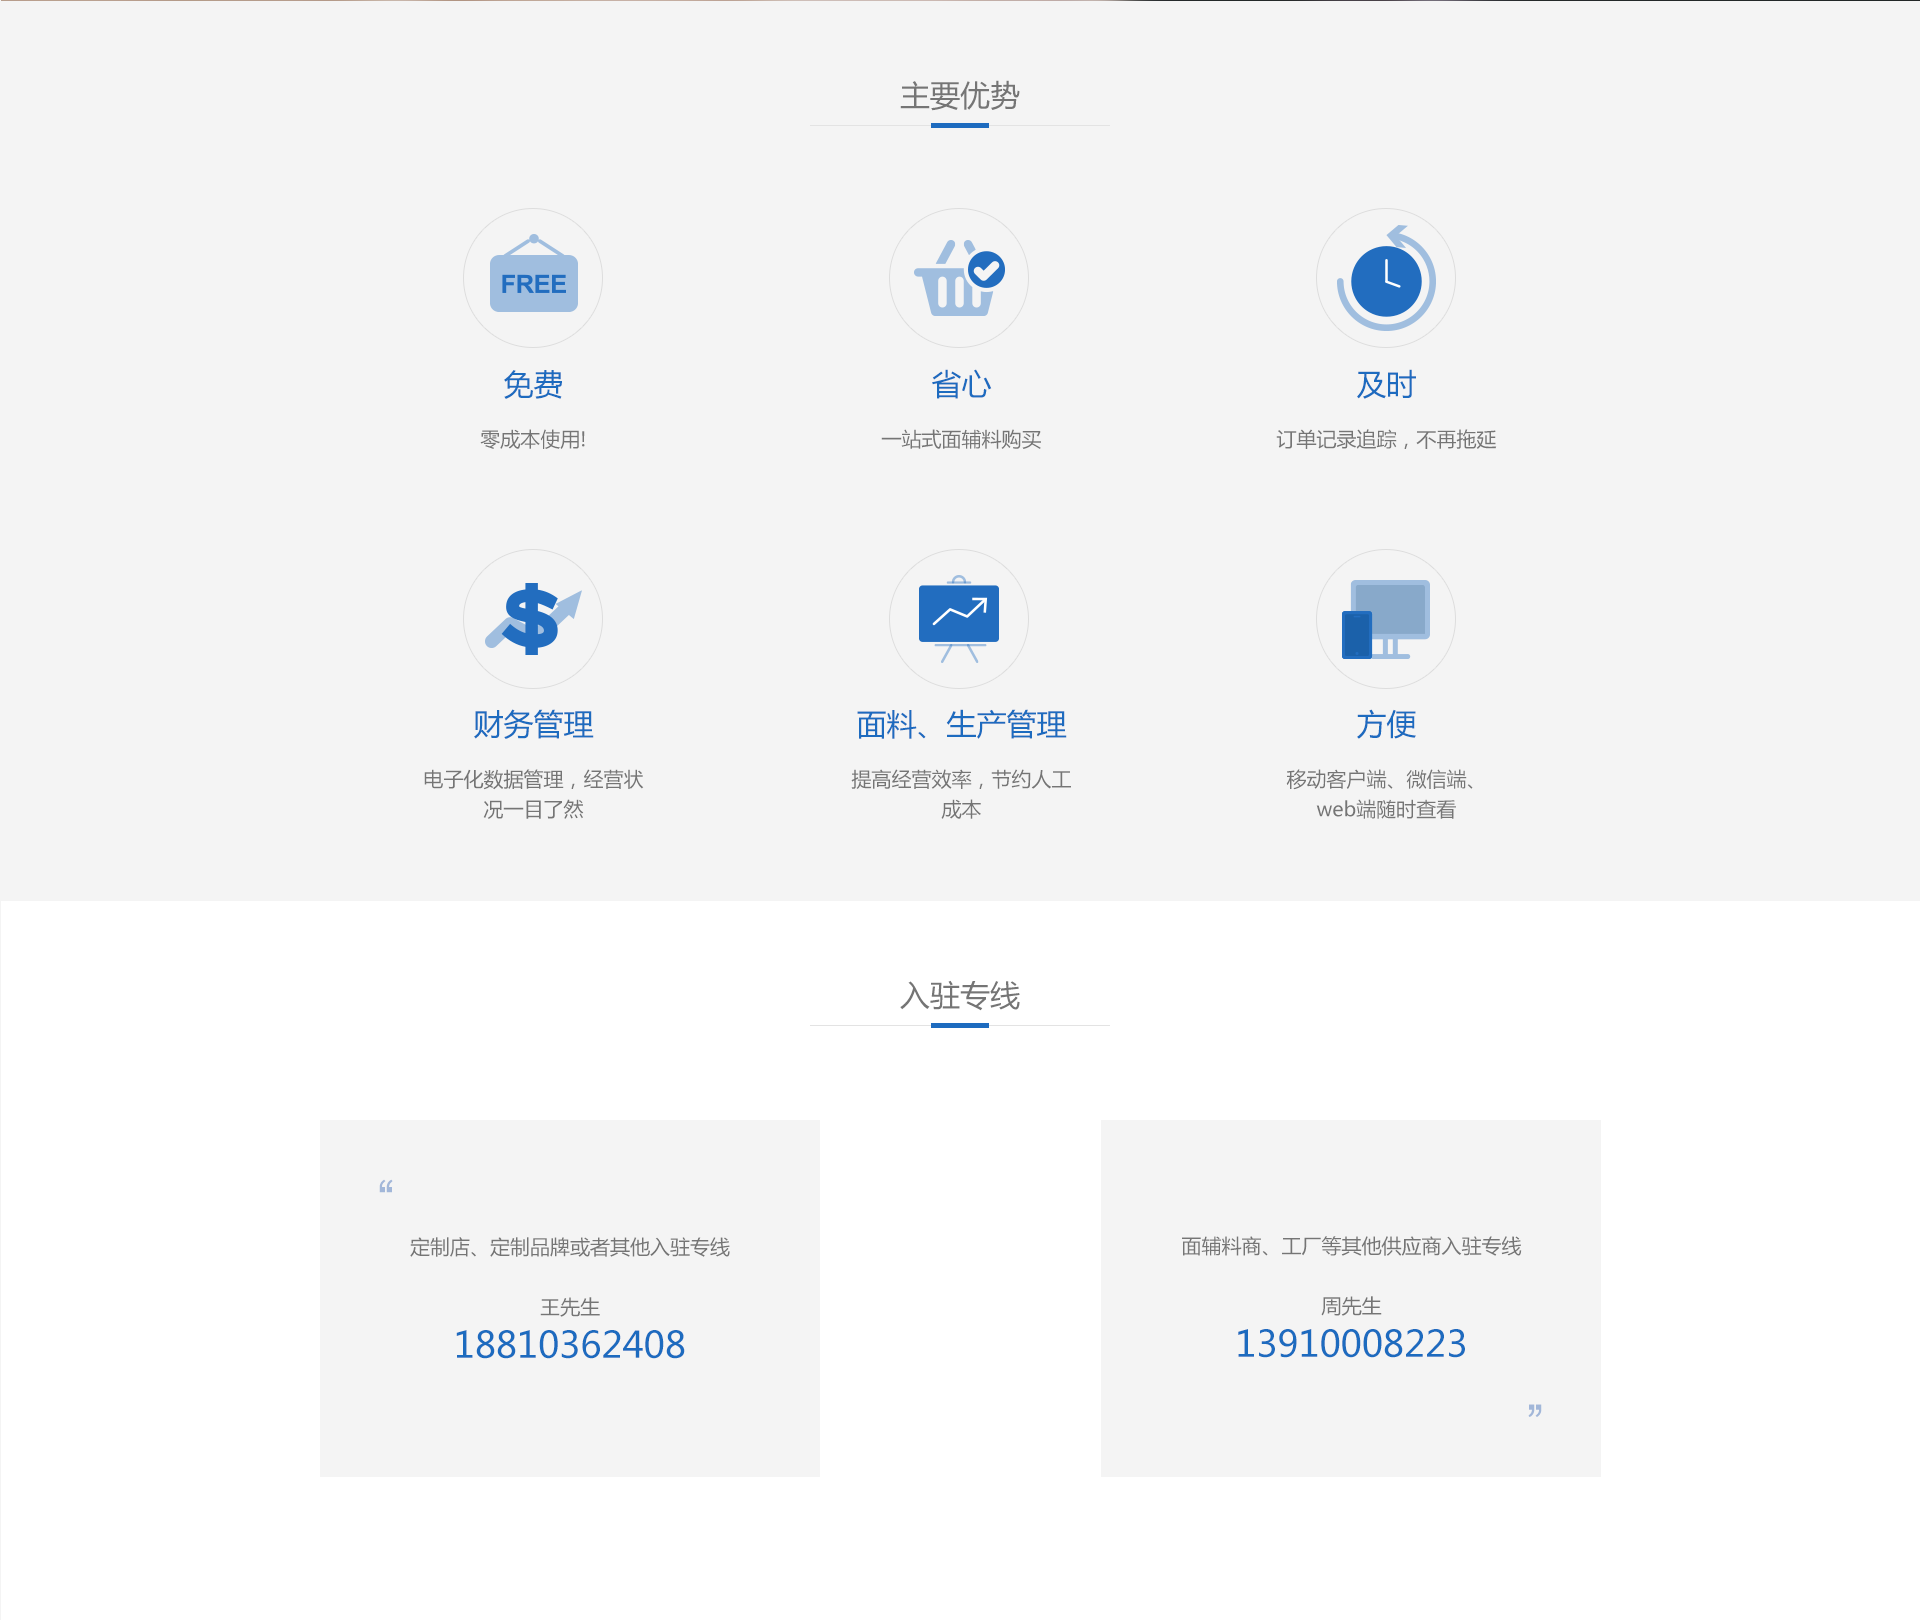 主要优势
FREE
免费
零成本使用!
省心
一站式面辅料购买
及时
订单记录追踪，不再拖延
财务管理
电子化数据管理，经营状
况一目了然
面料、生产管理
提高经营效率，节约人工
成本
方便
移动客户端、微信端、
web端随时查看
入驻专线
“
定制店、定制品牌或者其他入驻专线
王先生
18810362408
面辅料商、工厂等其他供应商入驻专线
周先生
13910008223
”